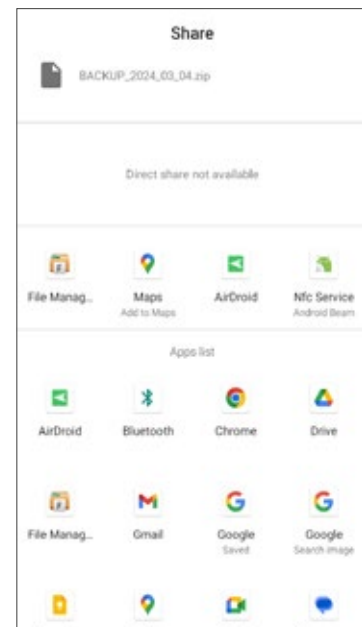 Share
BACKUP_2024_03_04.zip
Direct share not available
File Manag... Maps AirDroid Nfc Service
Add to Maps Android Beam
Apps list
AirDroid Bluetooth Chrome Drive
File Manag... Gmail Google Google
Saved Search image